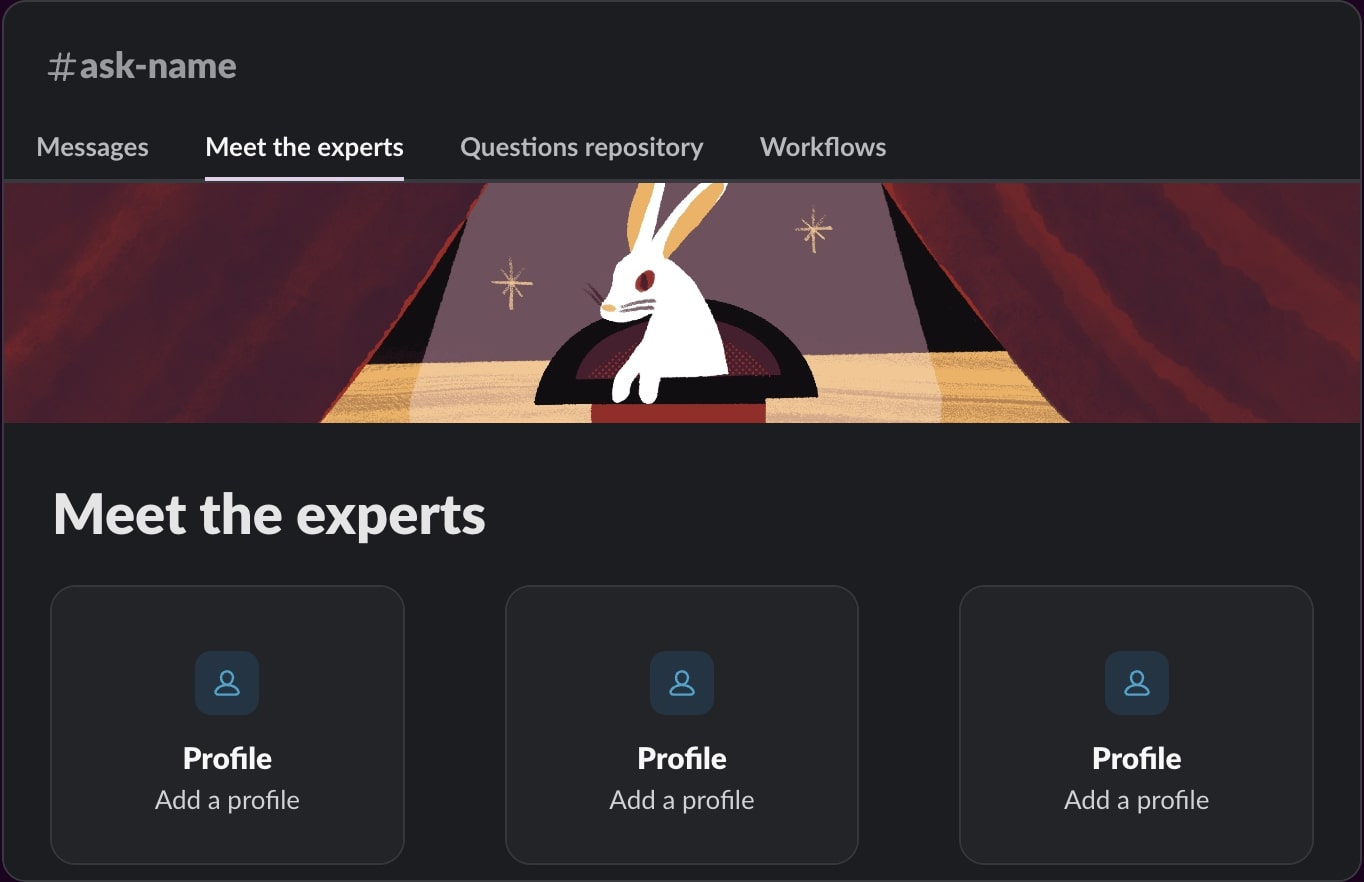 #ask-name
Messages Meet the experts Questions repository Workflows
Meet the experts
Profile Profile Profile
Add a profile Add a profile Add a profile